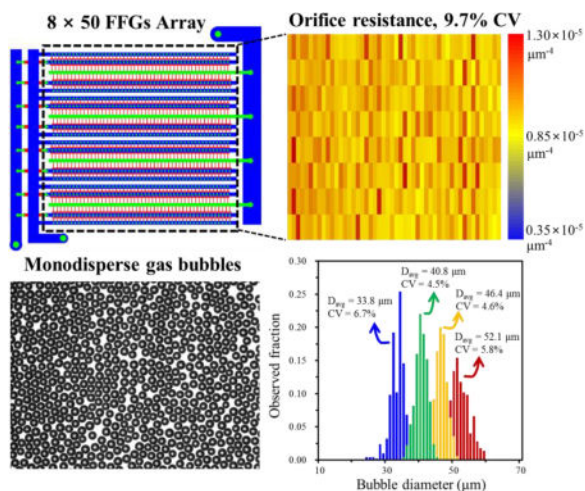 8 × 50 FFGs Array
Orifice resistance, 9.7% CV
1.30×10⁻⁵
μm⁻⁴
0.85×10⁻⁵
μm⁻⁴
0.35×10⁻⁵
μm⁻⁴
Monodisperse gas bubbles
Observed fraction
0.30
0.25
0.20
0.15
0.10
0.05
0.00
Davg = 33.8 μm
CV = 6.7%
Davg = 40.8 μm
CV = 4.5%
Davg = 46.4 μm
CV = 4.6%
Davg = 52.1 μm
CV = 5.8%
10 30 50 70
Bubble diameter (μm)